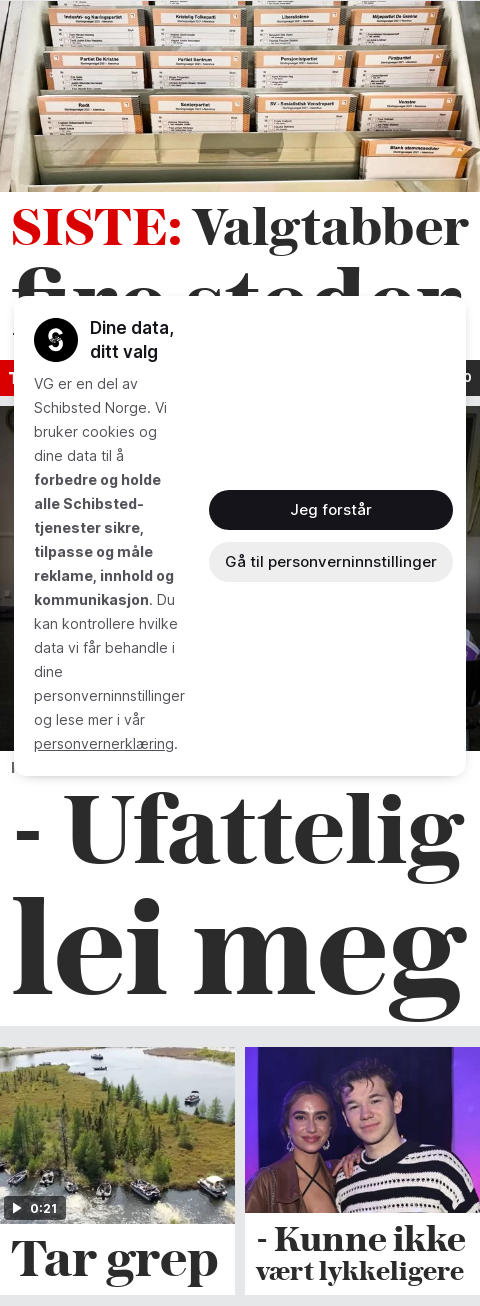 Industri- og Næringspartiet
Kristelig Folkeparti
Liberalistene
Miljøpartiet De Grønne
Partiet De Kristne
Partiet Sentrum
Pensjonistpartiet
Piratpartiet
Rødt
Senterpartiet
SV - Sosialistisk Venstreparti
Venstre
Blank stemmeseddel
SISTE: Valgtabber
fire steder
Dine data,
ditt valg
VG er en del av
Schibsted Norge. Vi
bruker cookies og
dine data til å
forbedre og holde
alle Schibsted-
tjenester sikre,
tilpasse og måle
reklame, innhold og
kommunikasjon. Du
kan kontrollere hvilke
data vi får behandle i
dine
personverninnstillinger
og lese mer i vår
personvernerklæring.
Jeg forstår
Gå til personverninnstillinger
- Ufattelig
lei meg
0:21
Tar grep
- Kunne ikke
vært lykkeligere